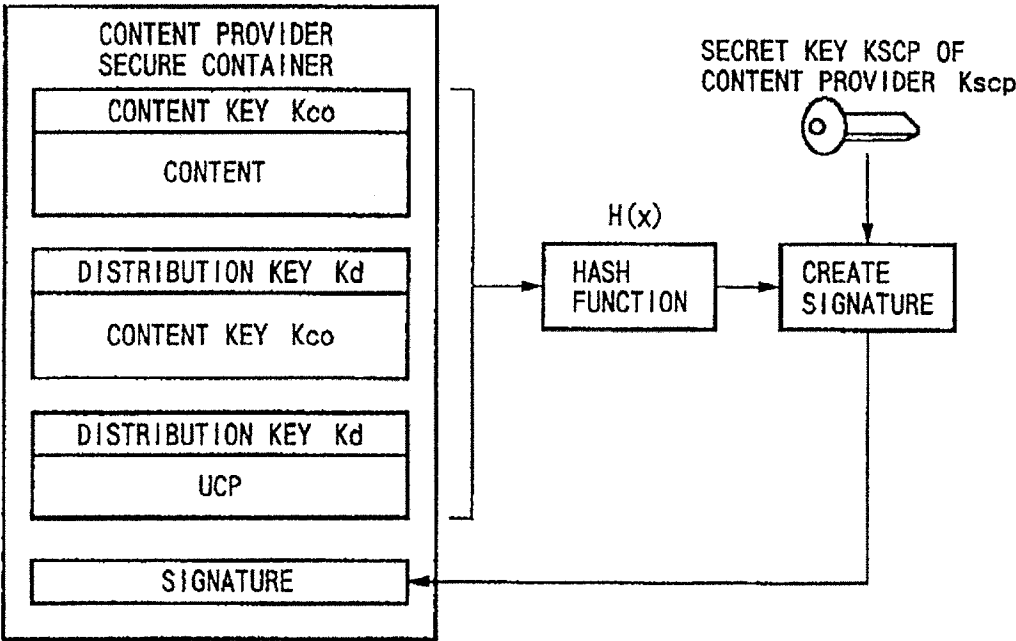 CONTENT PROVIDER
SECURE CONTAINER
CONTENT KEY Kco
CONTENT
DISTRIBUTION KEY Kd
CONTENT KEY Kco
DISTRIBUTION KEY Kd
UCP
SIGNATURE
H(x)
HASH
FUNCTION
SECRET KEY KSCP OF
CONTENT PROVIDER Kscp
CREATE
SIGNATURE